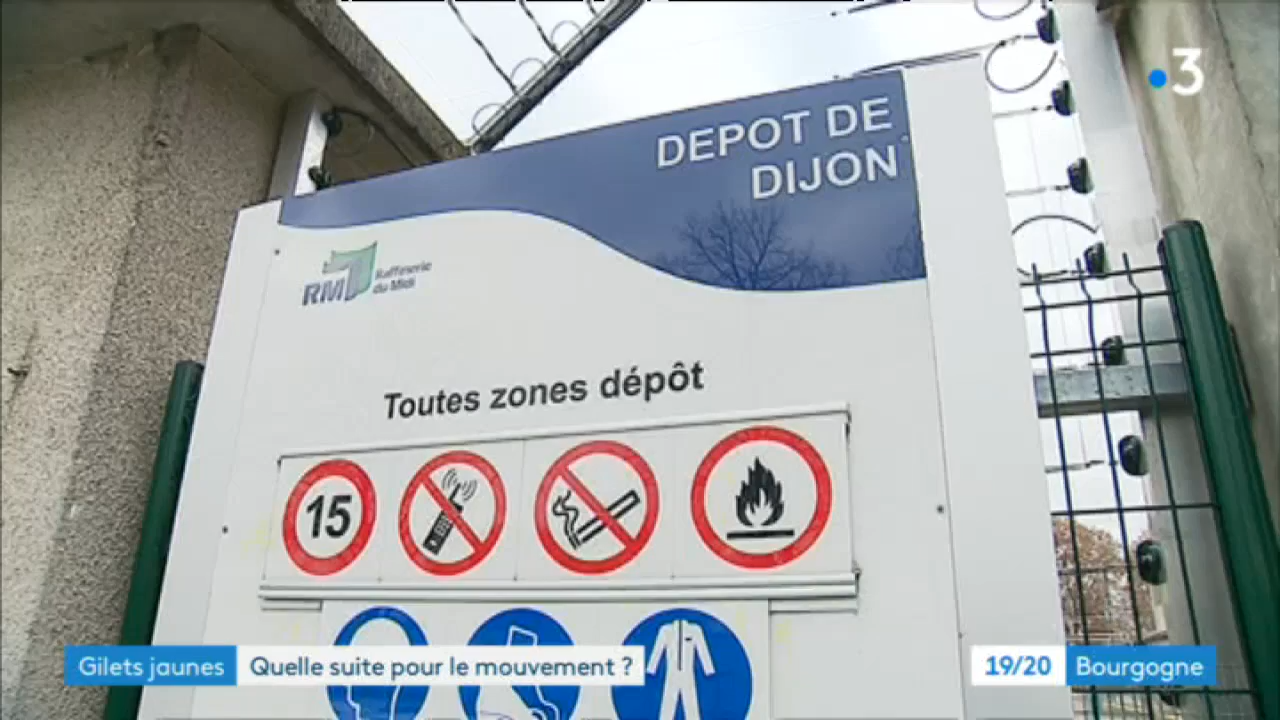 3
DEPOT DE
DIJON
RM
Raffinerie
du Midi
Toutes zones dépôt
15
Gilets jaunes Quelle suite pour le mouvement ?
19/20 Bourgogne